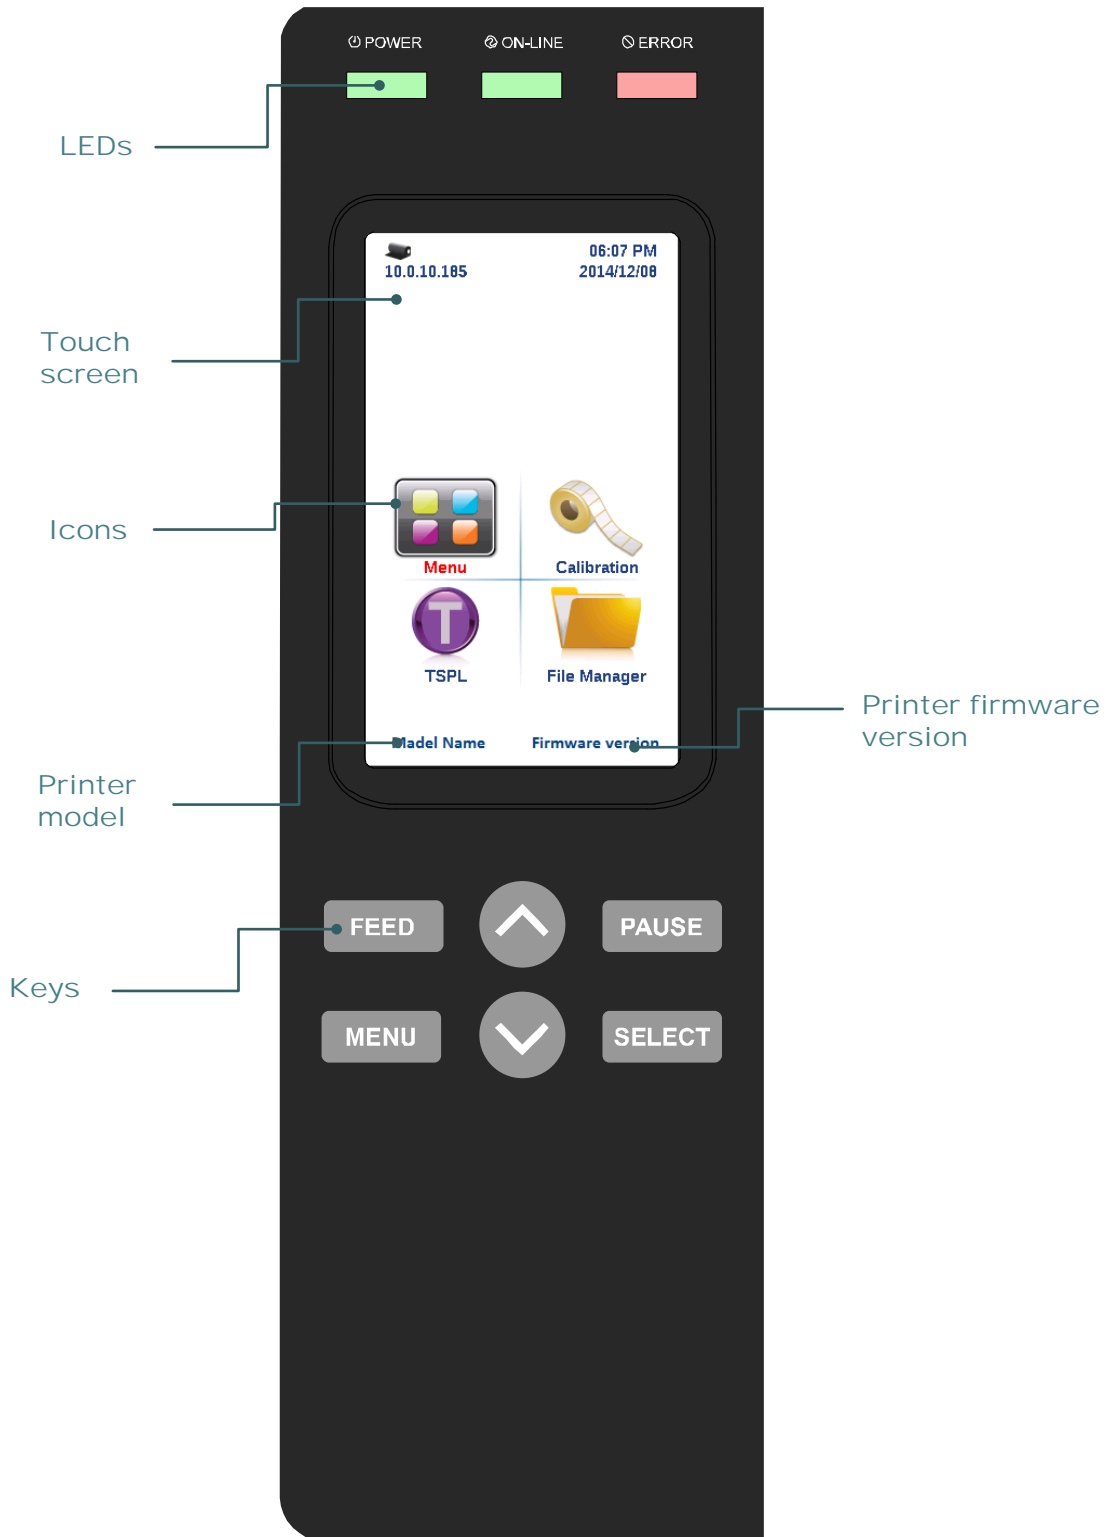 POWER ON-LINE ERROR
LEDs
06:07 PM
10.0.10.185 2014/12/08
Touch
screen
Icons
Menu Calibration
T
TSPL File Manager
Printer firmware
version
Madel Name Firmware version
Printer
model
FEED PAUSE
Keys
MENU SELECT